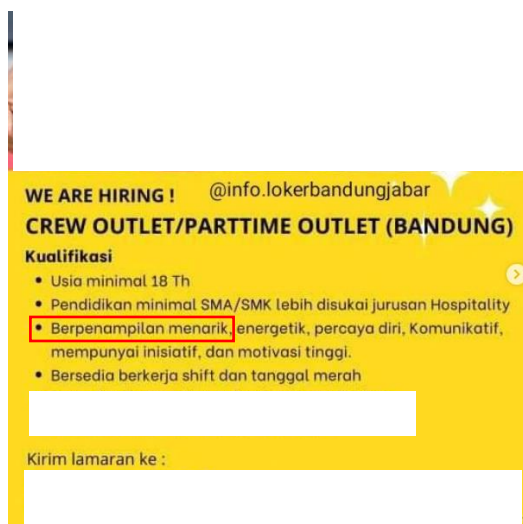 WE ARE HIRING !
@info.lokerbandungjabar
CREW OUTLET/PARTTIME OUTLET (BANDUNG)
Kualifikasi
• Usia minimal 18 Th
• Pendidikan minimal SMA/SMK lebih disukai jurusan Hospitality
• Berpenampilan menarik, energetik, percaya diri, Komunikatif,
mempunyai inisiatif, dan motivasi tinggi.
• Bersedia berkerja shift dan tanggal merah
Kirim lamaran ke :